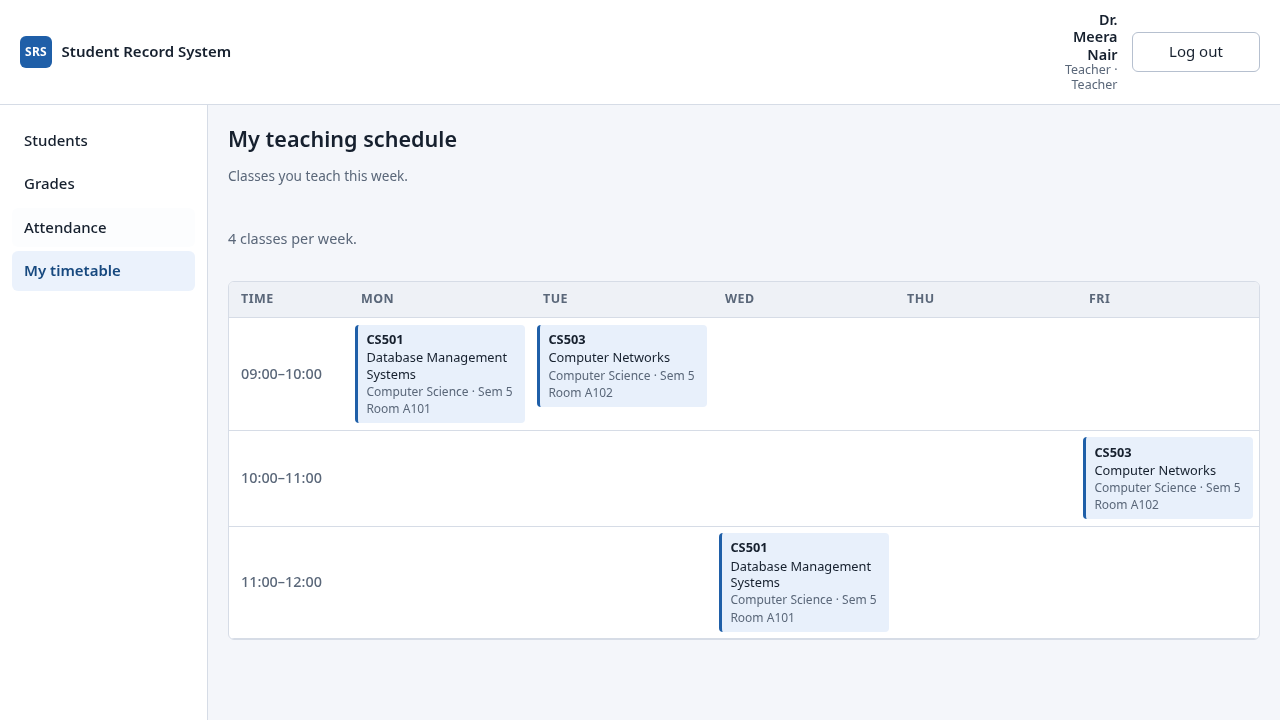 SRS
Student Record System
Dr.
Meera
Nair
Teacher ·
Teacher
Log out
Students
Grades
Attendance
My timetable
My teaching schedule
Classes you teach this week.
4 classes per week.
TIME MON TUE WED THU FRI
09:00–10:00
CS501
Database Management
Systems
Computer Science · Sem 5
Room A101
CS503
Computer Networks
Computer Science · Sem 5
Room A102
10:00–11:00
CS503
Computer Networks
Computer Science · Sem 5
Room A102
11:00–12:00
CS501
Database Management
Systems
Computer Science · Sem 5
Room A101